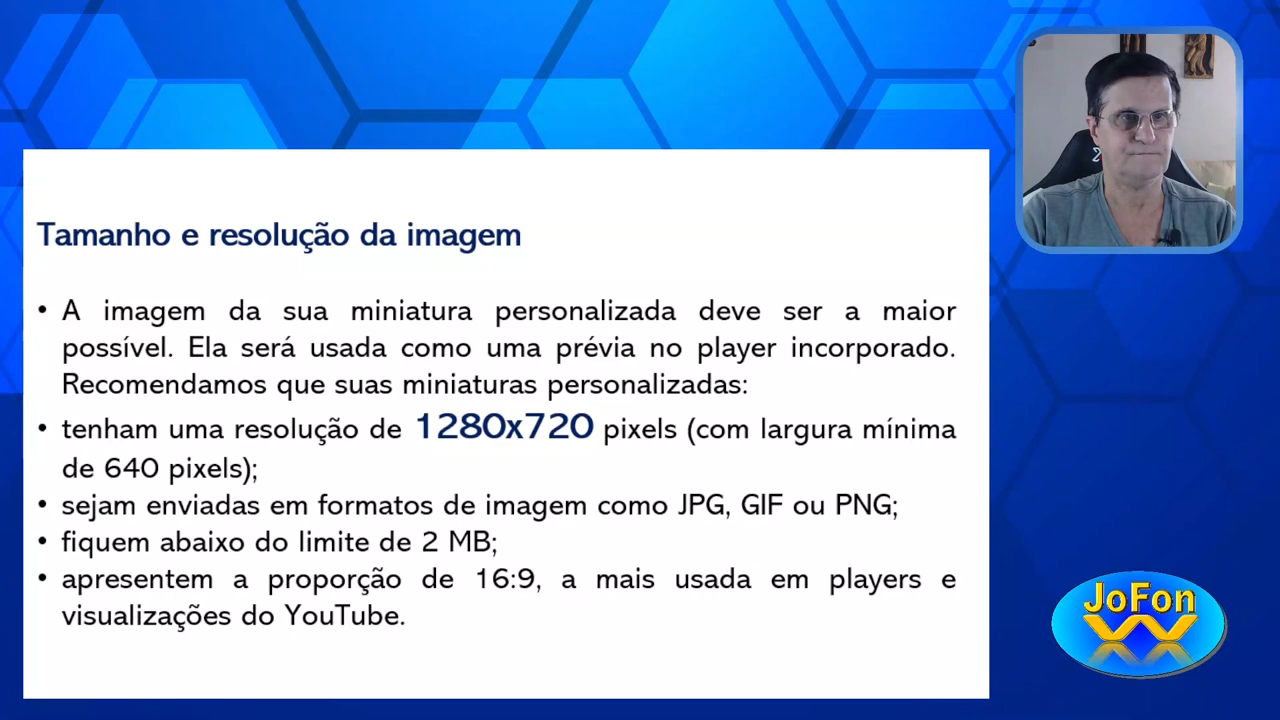 Tamanho e resolução da imagem
• A imagem da sua miniatura personalizada deve ser a maior
possível. Ela será usada como uma prévia no player incorporado.
Recomendamos que suas miniaturas personalizadas:
• tenham uma resolução de 1280x720 pixels (com largura mínima
de 640 pixels);
• sejam enviadas em formatos de imagem como JPG, GIF ou PNG;
• fiquem abaixo do limite de 2 MB;
• apresentem a proporção de 16:9, a mais usada em players e
visualizações do YouTube.
JoFon